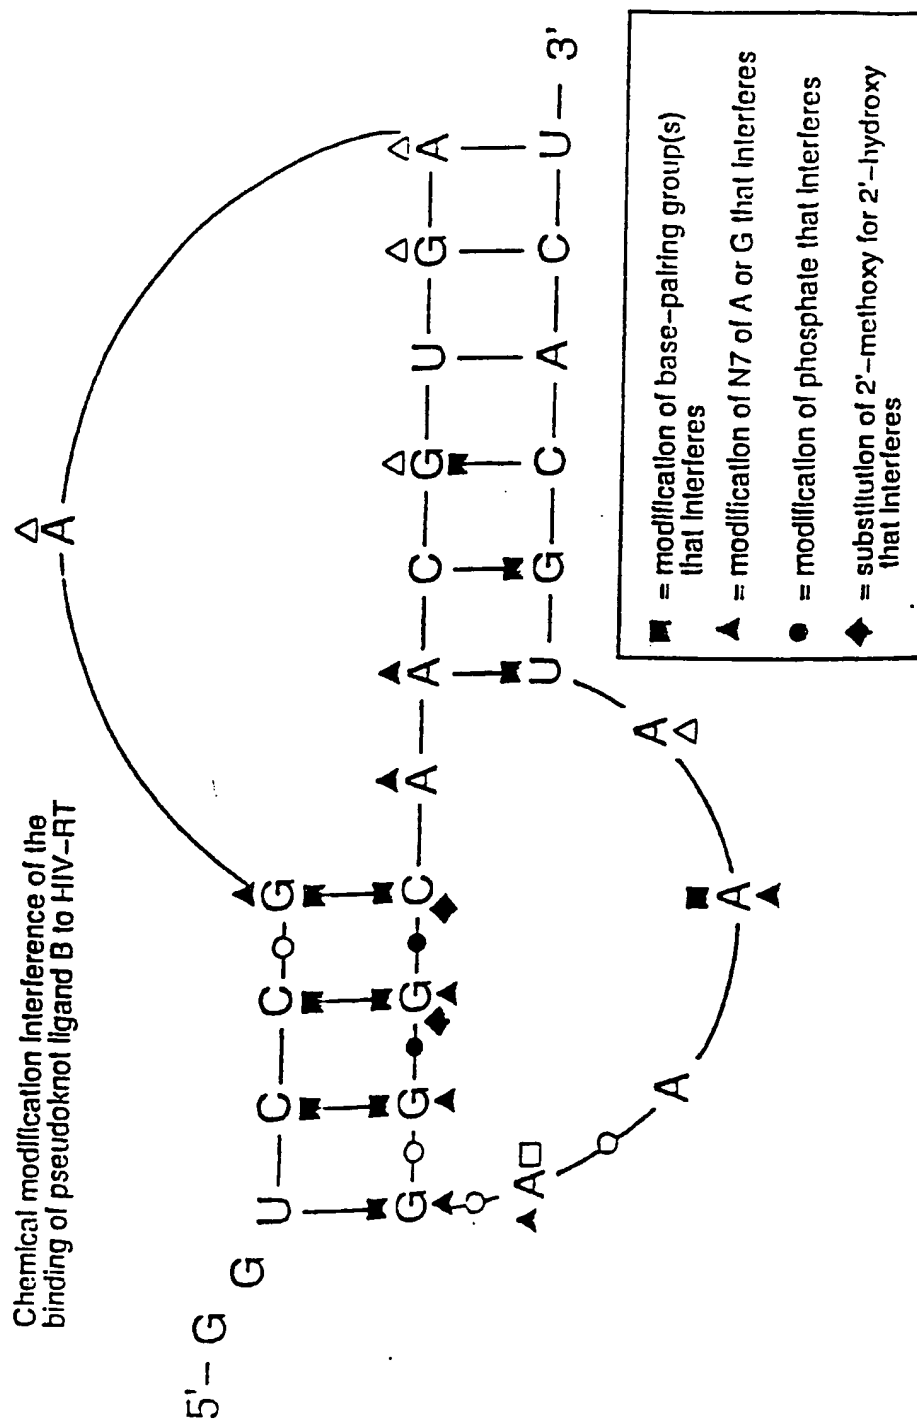 Chemical modification Interference of the
binding of pseudoknot ligand B to HIV-RT
A
5'-G G U C C G
G G G C A A C G U G A
U G C A C U - 3'
A A A A
= modification of base-pairing group(s)
that Interferes
= modification of N7 of A or G that Interferes
= modification of phosphate that Interferes
= substitution of 2'-methoxy for 2'-hydroxy
that Interferes